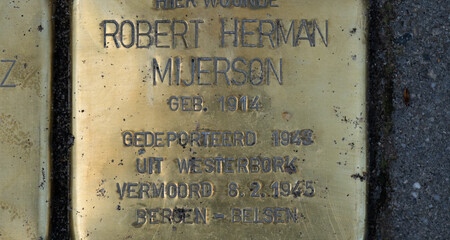 HIER WOONDE
ROBERT HERMAN
MIJERSON
GEB. 1914
GEDEPORTEERD 1943
UIT WESTERBORK
VERMOORD 6.2.1945
BERGEN - BELSEN
Z